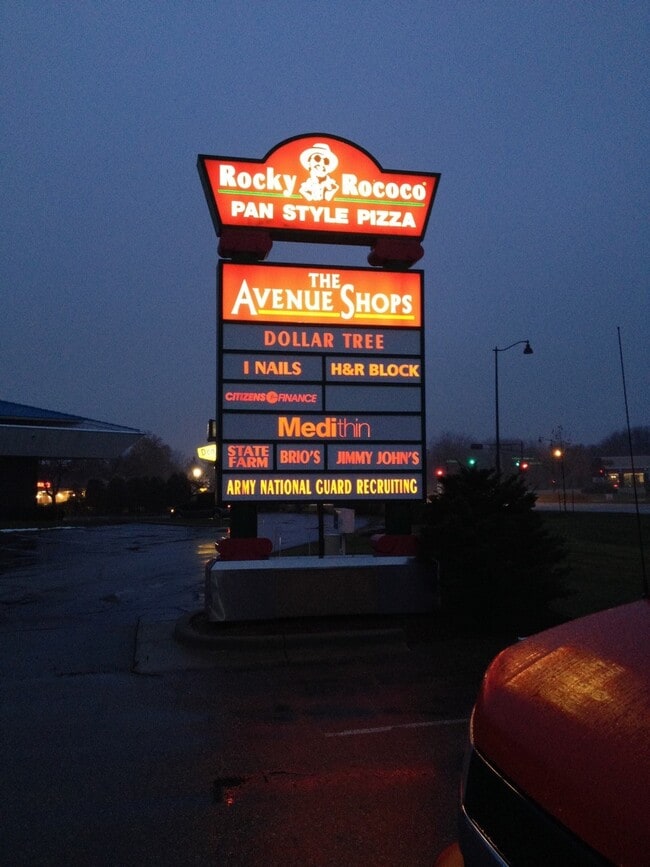 Rocky Rococo
PAN STYLE PIZZA
THE
AVENUE SHOPS
DOLLAR TREE
I NAILS H&R BLOCK
CITIZENS FINANCE
Medithin
STATE FARM BRIO'S JIMMY JOHN'S
ARMY NATIONAL GUARD RECRUITING